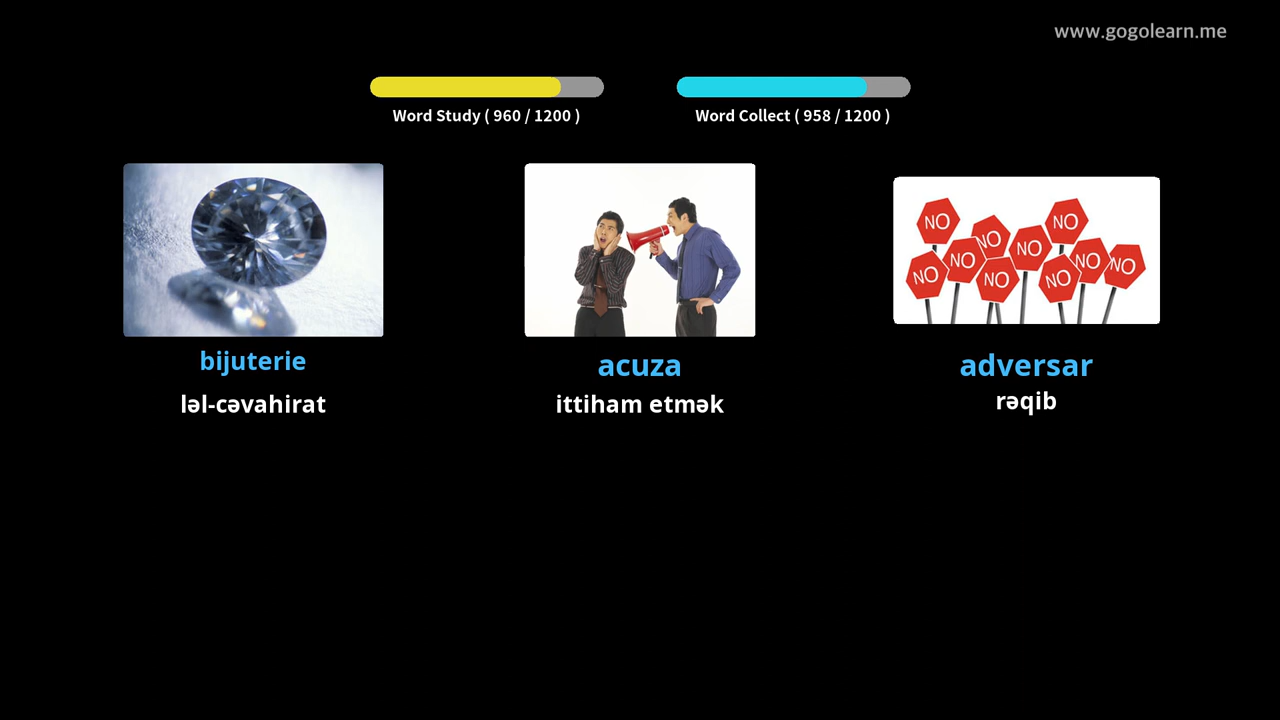 www.gogolearn.me
Word Study ( 960 / 1200 )
Word Collect ( 958 / 1200 )
NO
NO
NO
NO
NO
NO
NO
NO
NO
NO
bijuterie
acuza
adversar
ləl-cəvahirat
ittiham etmək
rəqib